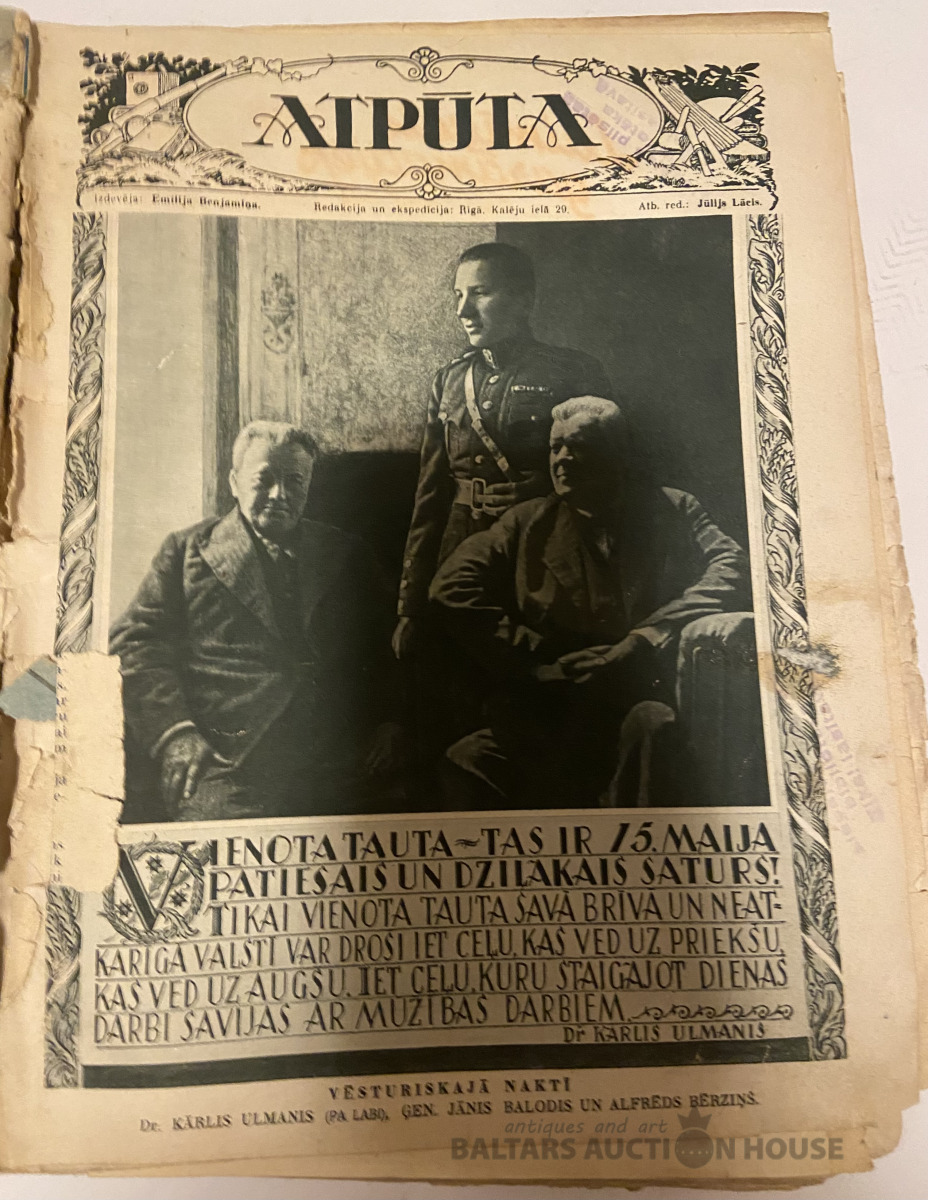 ATPŪTA
Izdevēja: Emilija Benjamiņa. Redakcija un ekspedicija: Rīgā, Kalēju ielā 29. Atb. red.: Jūlijs Lācis.
VIENOTA TAUTA ~ TAS IR 15. MAIJA
PATIESAIS UN DZIĻĀKAIS SATURS!
TIKAI VIENOTA TAUTA SAVĀ BRĪVĀ UN NEAT=
KARĪGĀ VALSTĪ VAR DROŠI IET CEĻU, KAS VED UZ PRIEKŠU,
KAS VED UZ AUGŠU, IET CEĻU, KURU STAIGĀJOT DIENAS
DARBI SAVIJAS AR MŪŽĪBAS DARBIEM.
Dr KĀRLIS ULMANIS
VĒSTURISKAJĀ NAKTĪ
Dr. KĀRLIS ULMANIS (PA LABI), ĢEN. JĀNIS BALODIS UN ALFRĒDS BĒRZIŅŠ.
antiques and art
BALTARS AUCTION HOUSE